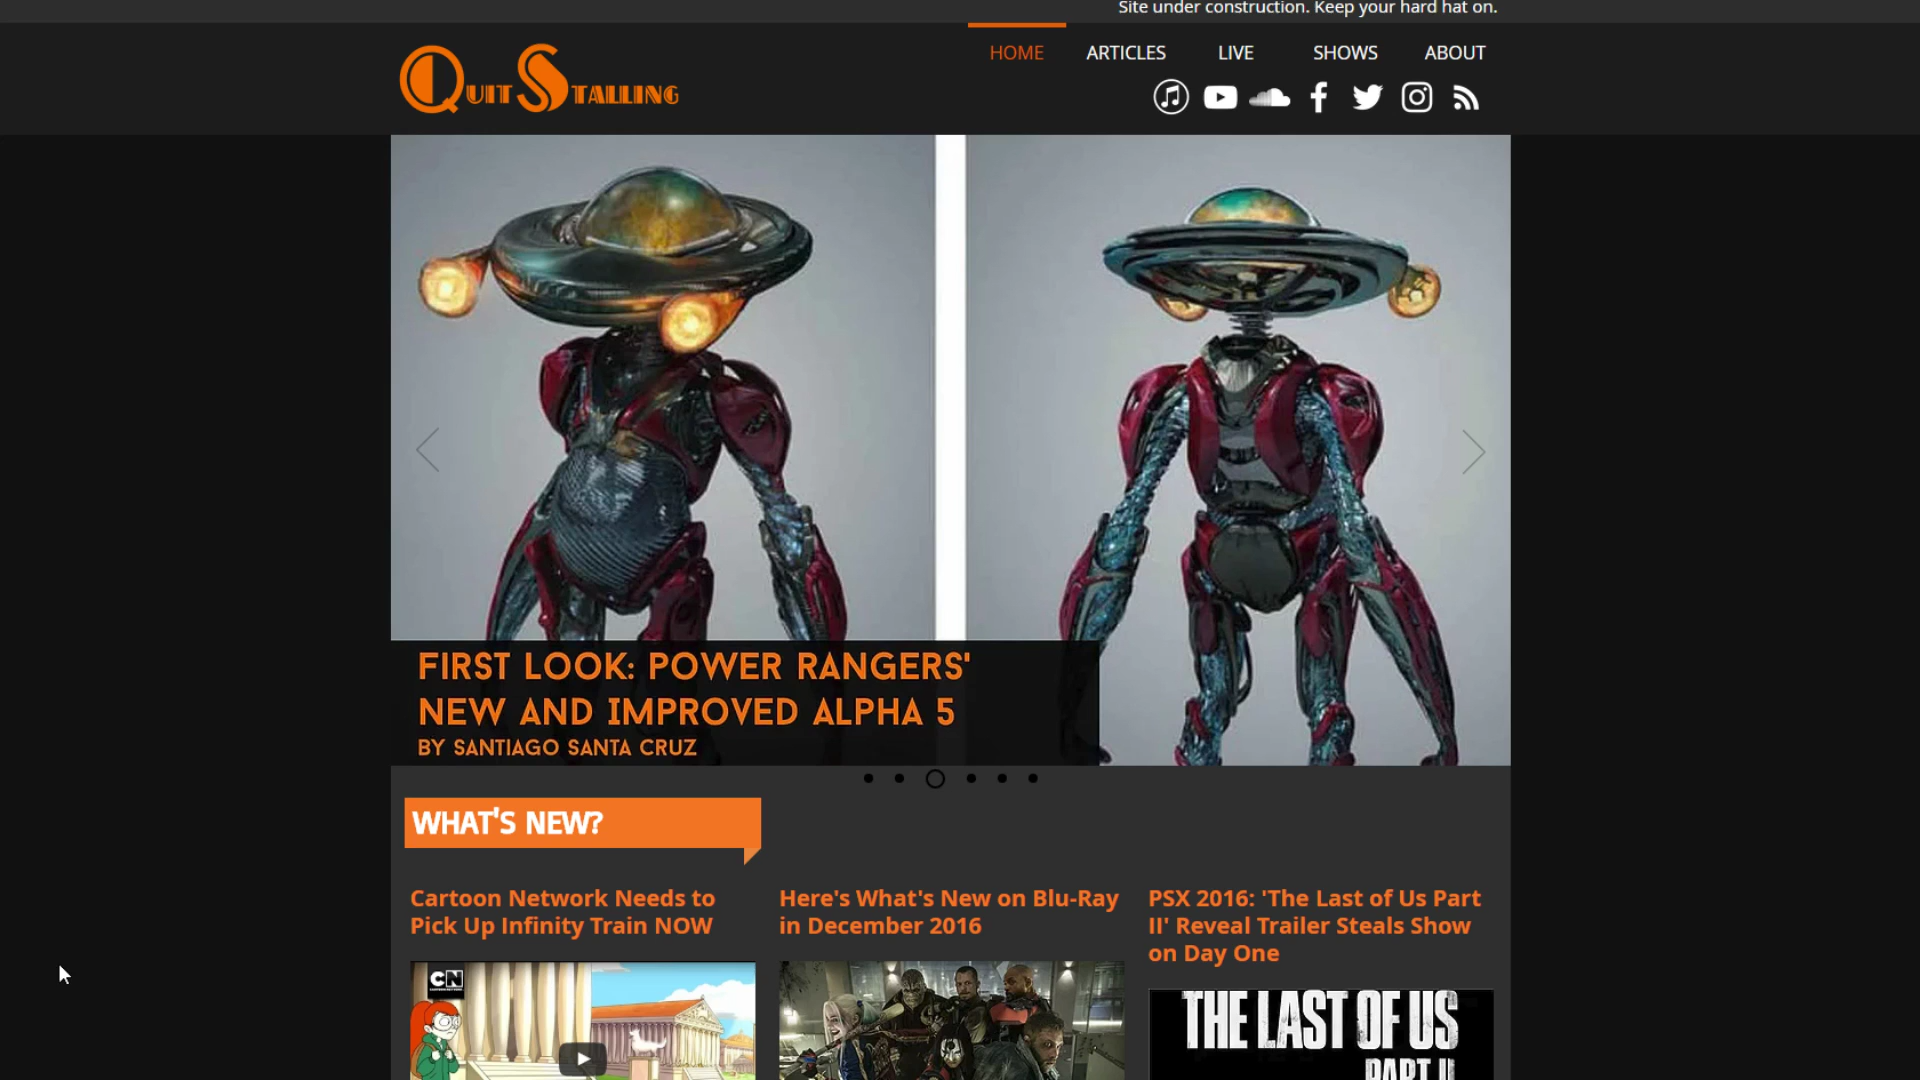 Site under construction. Keep your hard hat on.
QUIT STALLING
HOME ARTICLES LIVE SHOWS ABOUT
FIRST LOOK: POWER RANGERS'
NEW AND IMPROVED ALPHA 5
BY SANTIAGO SANTA CRUZ
WHAT'S NEW?
Cartoon Network Needs to
Pick Up Infinity Train NOW
Here's What's New on Blu-Ray
in December 2016
PSX 2016: 'The Last of Us Part
II' Reveal Trailer Steals Show
on Day One
CN
THE LAST OF US
PART II